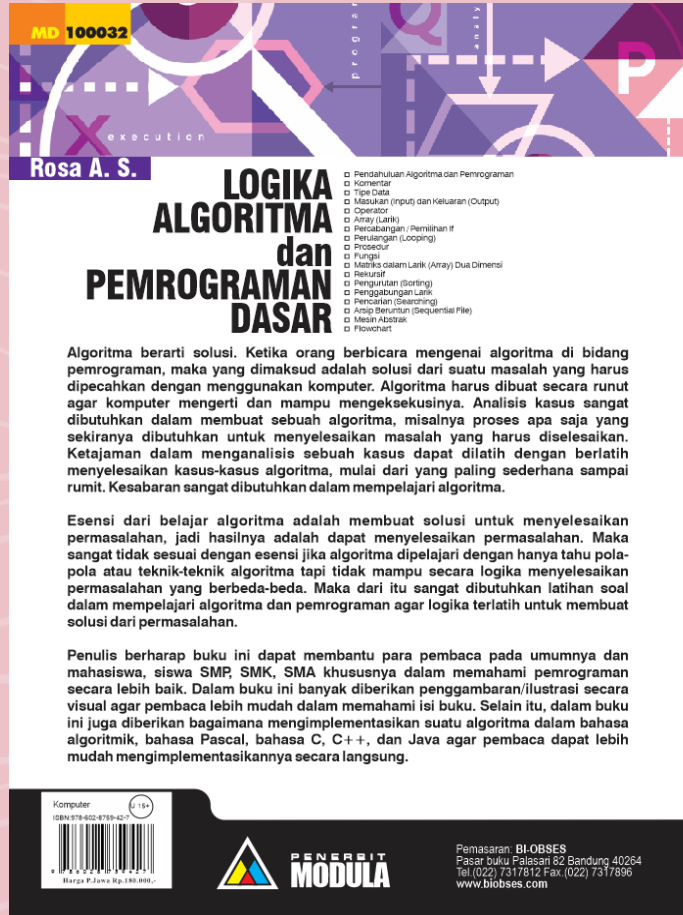 MD 100032
program
analy
execution
Rosa A. S.
LOGIKA
ALGORITMA
dan
PEMROGRAMAN
DASAR
Pendahuluan Algoritma dan Pemrograman
Komentar
Tipe Data
Masukan (Input) dan Keluaran (Output)
Operator
Array (Larik)
Percabangan / Pemilihan If
Perulangan (Looping)
Prosedur
Fungsi
Matriks dalam Larik (Array) Dua Dimensi
Rekursif
Pengurutan (Sorting)
Penggabungan Larik
Pencarian (Searching)
Arsip Beruntun (Sequential File)
Mesin Abstrak
Flowchart
Algoritma berarti solusi. Ketika orang berbicara mengenai algoritma di bidang
pemrograman, maka yang dimaksud adalah solusi dari suatu masalah yang harus
dipecahkan dengan menggunakan komputer. Algoritma harus dibuat secara runut
agar komputer mengerti dan mampu mengeksekusinya. Analisis kasus sangat
dibutuhkan dalam membuat sebuah algoritma, misalnya proses apa saja yang
sekiranya dibutuhkan untuk menyelesaikan masalah yang harus diselesaikan.
Ketajaman dalam menganalisis sebuah kasus dapat dilatih dengan berlatih
menyelesaikan kasus-kasus algoritma, mulai dari yang paling sederhana sampai
rumit. Kesabaran sangat dibutuhkan dalam mempelajari algoritma.
Esensi dari belajar algoritma adalah membuat solusi untuk menyelesaikan
permasalahan, jadi hasilnya adalah dapat menyelesaikan permasalahan. Maka
sangat tidak sesuai dengan esensi jika algoritma dipelajari dengan hanya tahu pola-
pola atau teknik-teknik algoritma tapi tidak mampu secara logika menyelesaikan
permasalahan yang berbeda-beda. Maka dari itu sangat dibutuhkan latihan soal
dalam mempelajari algoritma dan pemrograman agar logika terlatih untuk membuat
solusi dari permasalahan.
Penulis berharap buku ini dapat membantu para pembaca pada umumnya dan
mahasiswa, siswa SMP, SMK, SMA khususnya dalam memahami pemrograman
secara lebih baik. Dalam buku ini banyak diberikan penggambaran/ilustrasi secara
visual agar pembaca lebih mudah dalam memahami isi buku. Selain itu, dalam buku
ini juga diberikan bagaimana mengimplementasikan suatu algoritma dalam bahasa
algoritmik, bahasa Pascal, bahasa C, C++, dan Java agar pembaca dapat lebih
mudah mengimplementasikannya secara langsung.
Komputer
U 15+
ISBN:978-602-8759-42-7
Harga P.Jawa Rp.180.000,-
PENERBIT
MODULA
Pemasaran: BI-OBSES
Pasar buku Palasari 82 Bandung 40264
Tel.(022) 7317812 Fax.(022) 7317896
www.biobses.com